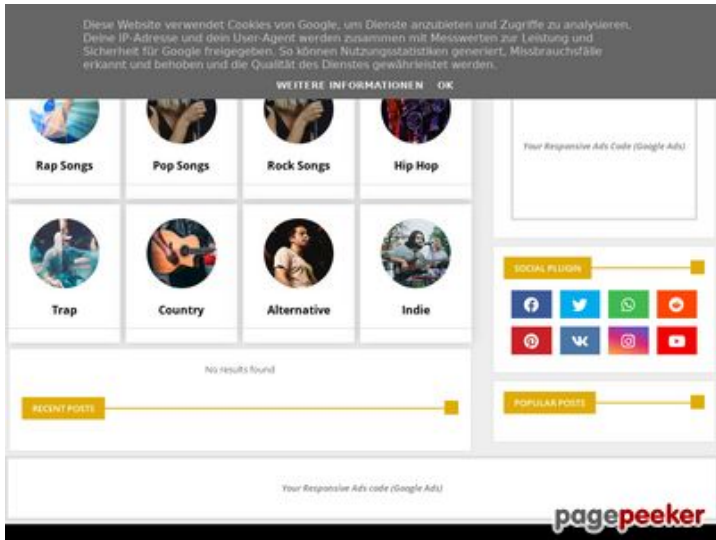 Diese Website verwendet Cookies von Google, um Dienste anzubieten und Zugriffe zu analysieren.
Deine IP-Adresse und dein User-Agent werden zusammen mit Messwerten zur Leistung und
Sicherheit für Google freigegeben. So können Nutzungsstatistiken generiert, Missbrauchsfälle
erkannt und behoben und die Qualität des Dienstes gewährleistet werden.
WEITERE INFORMATIONEN OK
Rap Songs Pop Songs Rock Songs Hip Hop
Your Responsive Ads Code (Google Ads)
Trap Country Alternative Indie
SOCIAL PLUGIN
No results found
RECENT POSTS
POPULAR POSTS
Your Responsive Ads code (Google Ads)
pagepeeker